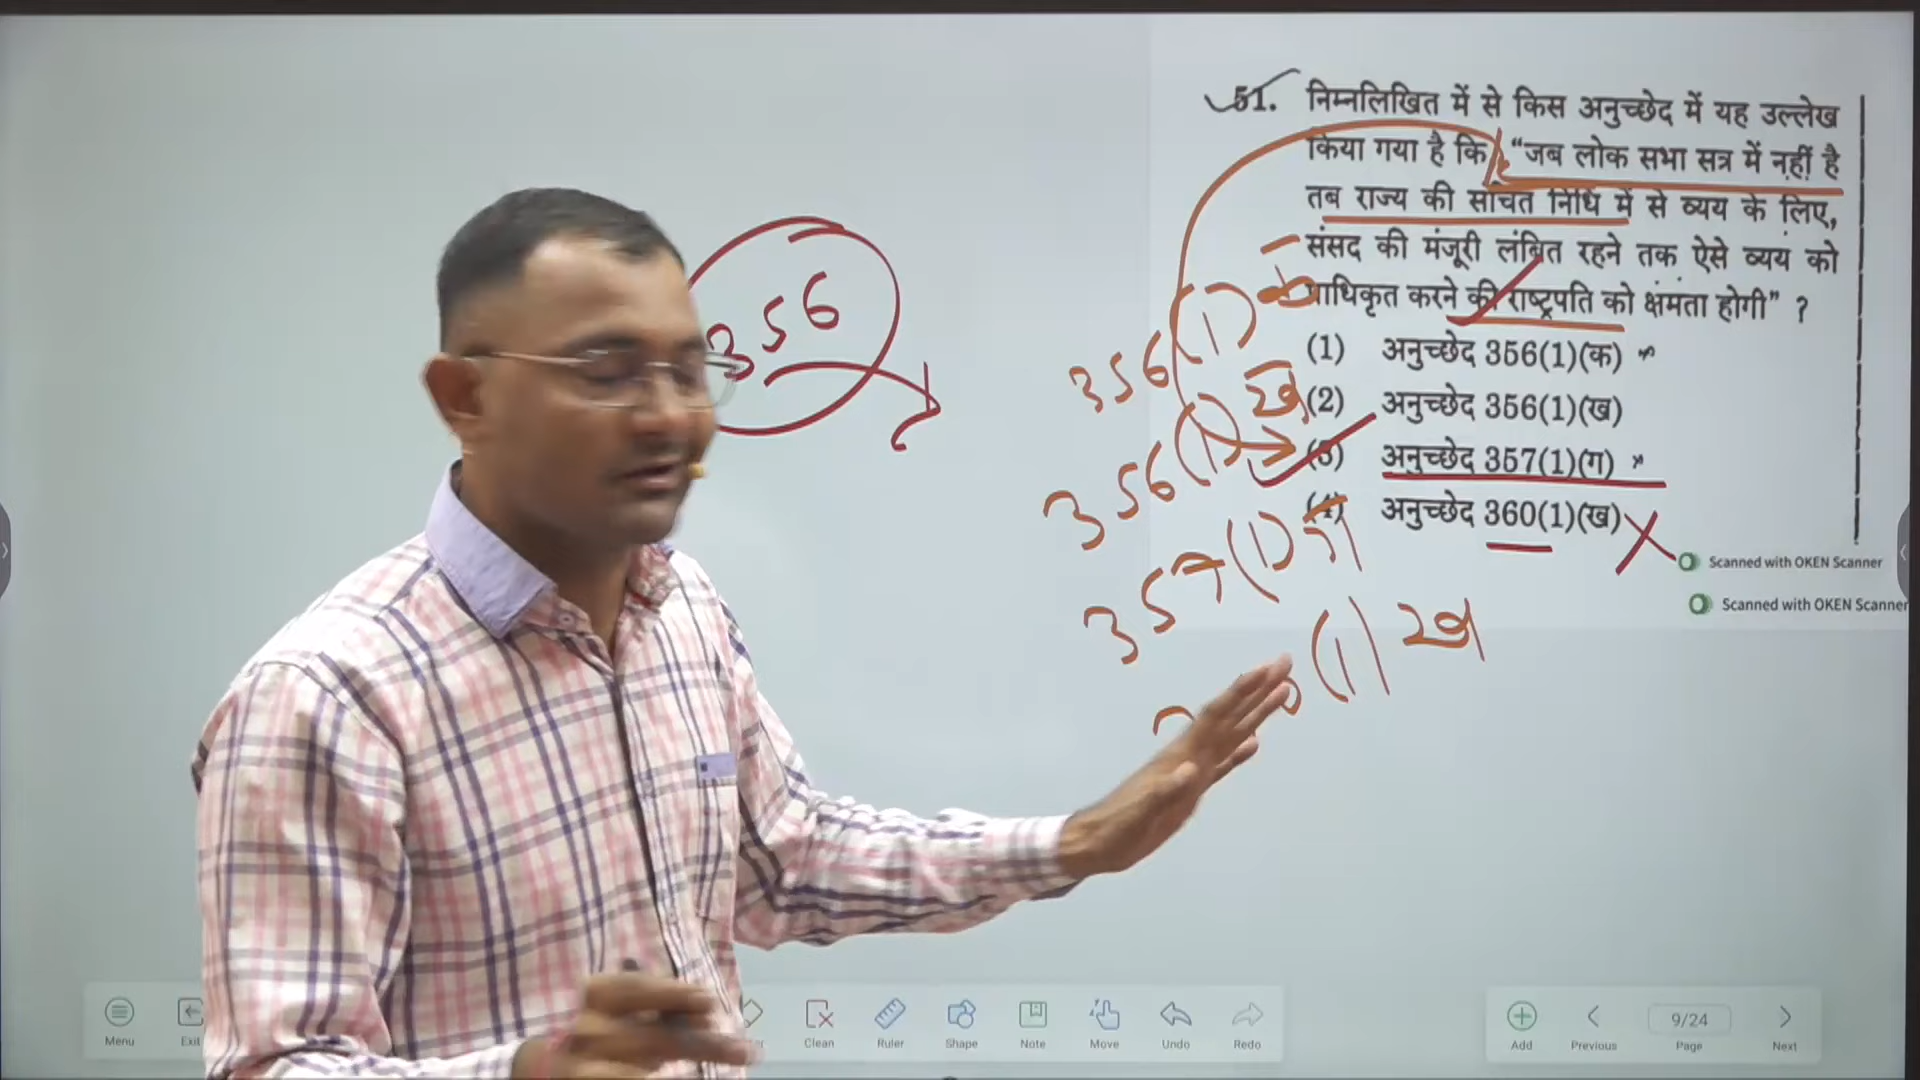 51. निम्नलिखित में से किस अनुच्छेद में यह उल्लेख
किया गया है कि "जब लोक सभा सत्र में नहीं है
तब राज्य की संचित निधि में से व्यय के लिए,
संसद की मंजूरी लंबित रहने तक ऐसे व्यय को
प्राधिकृत करने की राष्ट्रपति को क्षमता होगी" ?
(1) अनुच्छेद 356(1)(क)
(2) अनुच्छेद 356(1)(ख)
(3) अनुच्छेद 357(1)(ग)
(4) अनुच्छेद 360(1)(ख)
Scanned with OKEN Scanner
Scanned with OKEN Scanner
356
356(1) क
356(1) ख
357(1) ग
(1) ख
Menu
Exit
Clean
Ruler
Shape
Note
Move
Undo
Redo
Add
Previous
9/24
Page
Next